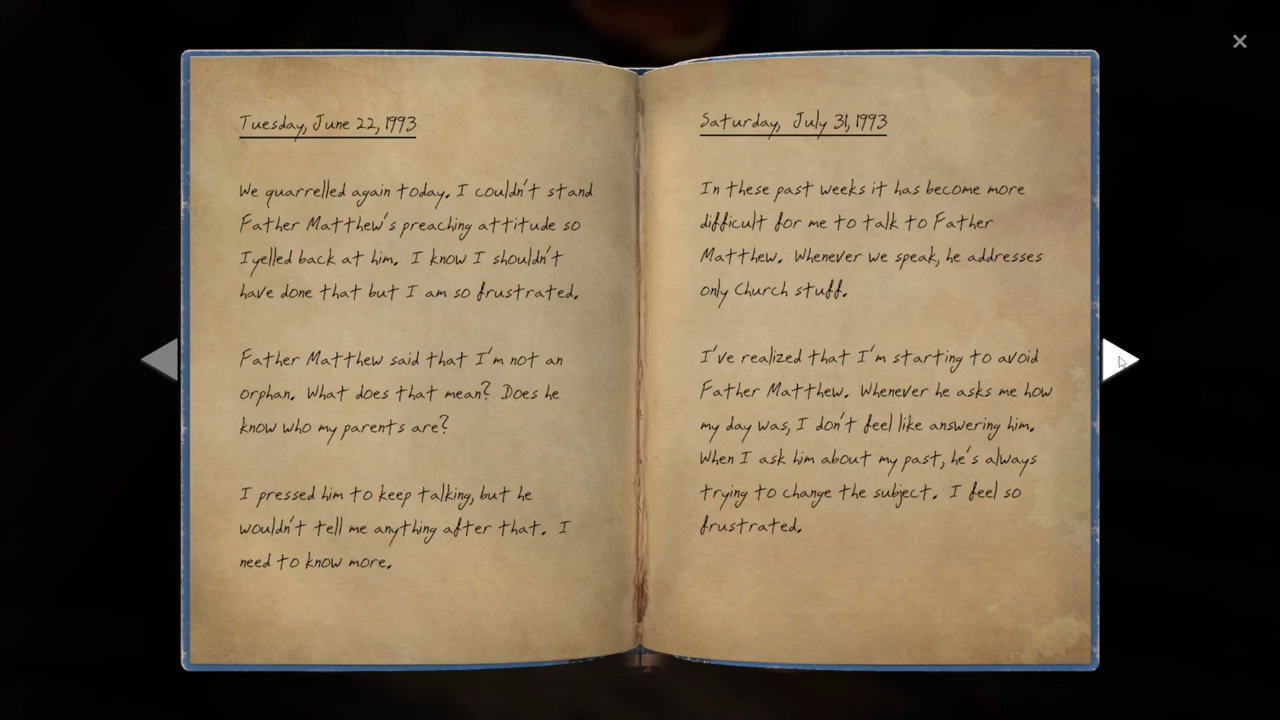 Tuesday, June 22, 1993
We quarrelled again today. I couldn't stand
Father Matthew's preaching attitude so
I yelled back at him. I know I shouldn't
have done that but I am so frustrated.
Father Matthew said that I'm not an
orphan. What does that mean? Does he
know who my parents are?
I pressed him to keep talking, but he
wouldn't tell me anything after that. I
need to know more.
Saturday, July 31, 1993
In these past weeks it has become more
difficult for me to talk to Father
Matthew. Whenever we speak, he addresses
only Church stuff.
I've realized that I'm starting to avoid
Father Matthew. Whenever he asks me how
my day was, I don't feel like answering him.
When I ask him about my past, he's always
trying to change the subject. I feel so
frustrated.